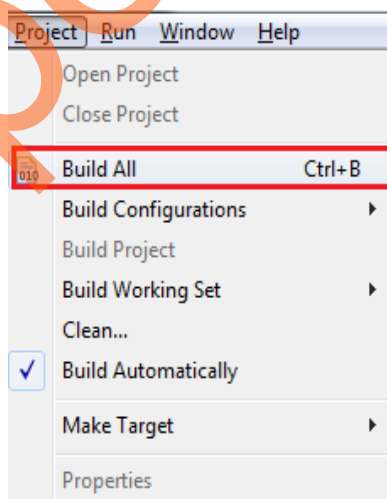 Project Run Window Help
Open Project
Close Project
010 Build All Ctrl+B
Build Configurations
Build Project
Build Working Set
Clean...
Build Automatically
Make Target
Properties